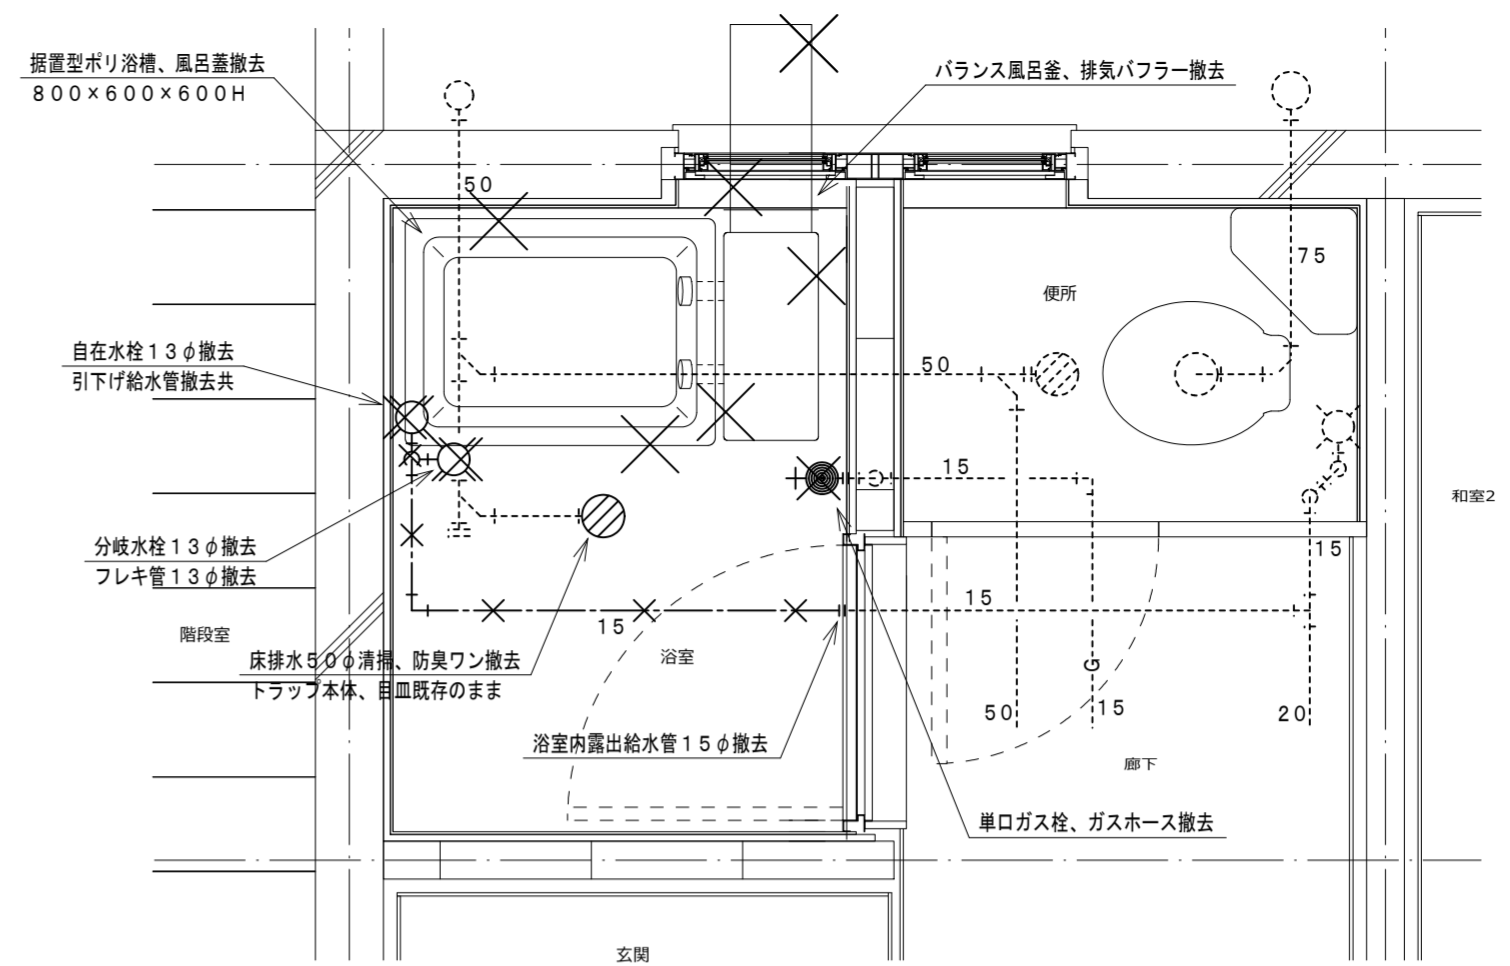 据置型ポリ浴槽、風呂蓋撤去
８００×６００×６００Ｈ
バランス風呂釜、排気バフラー撤去
50
75
便所
自在水栓１３φ撤去
引下げ給水管撤去共
50
15
和室2
分岐水栓１３φ撤去
フレキ管１３φ撤去
15
15
15
階段室
浴室
床排水５０φ清掃、防臭ワン撤去
トラップ本体、目皿既存のまま
G
50
15
20
浴室内露出給水管１５φ撤去
廊下
単口ガス栓、ガスホース撤去
玄関